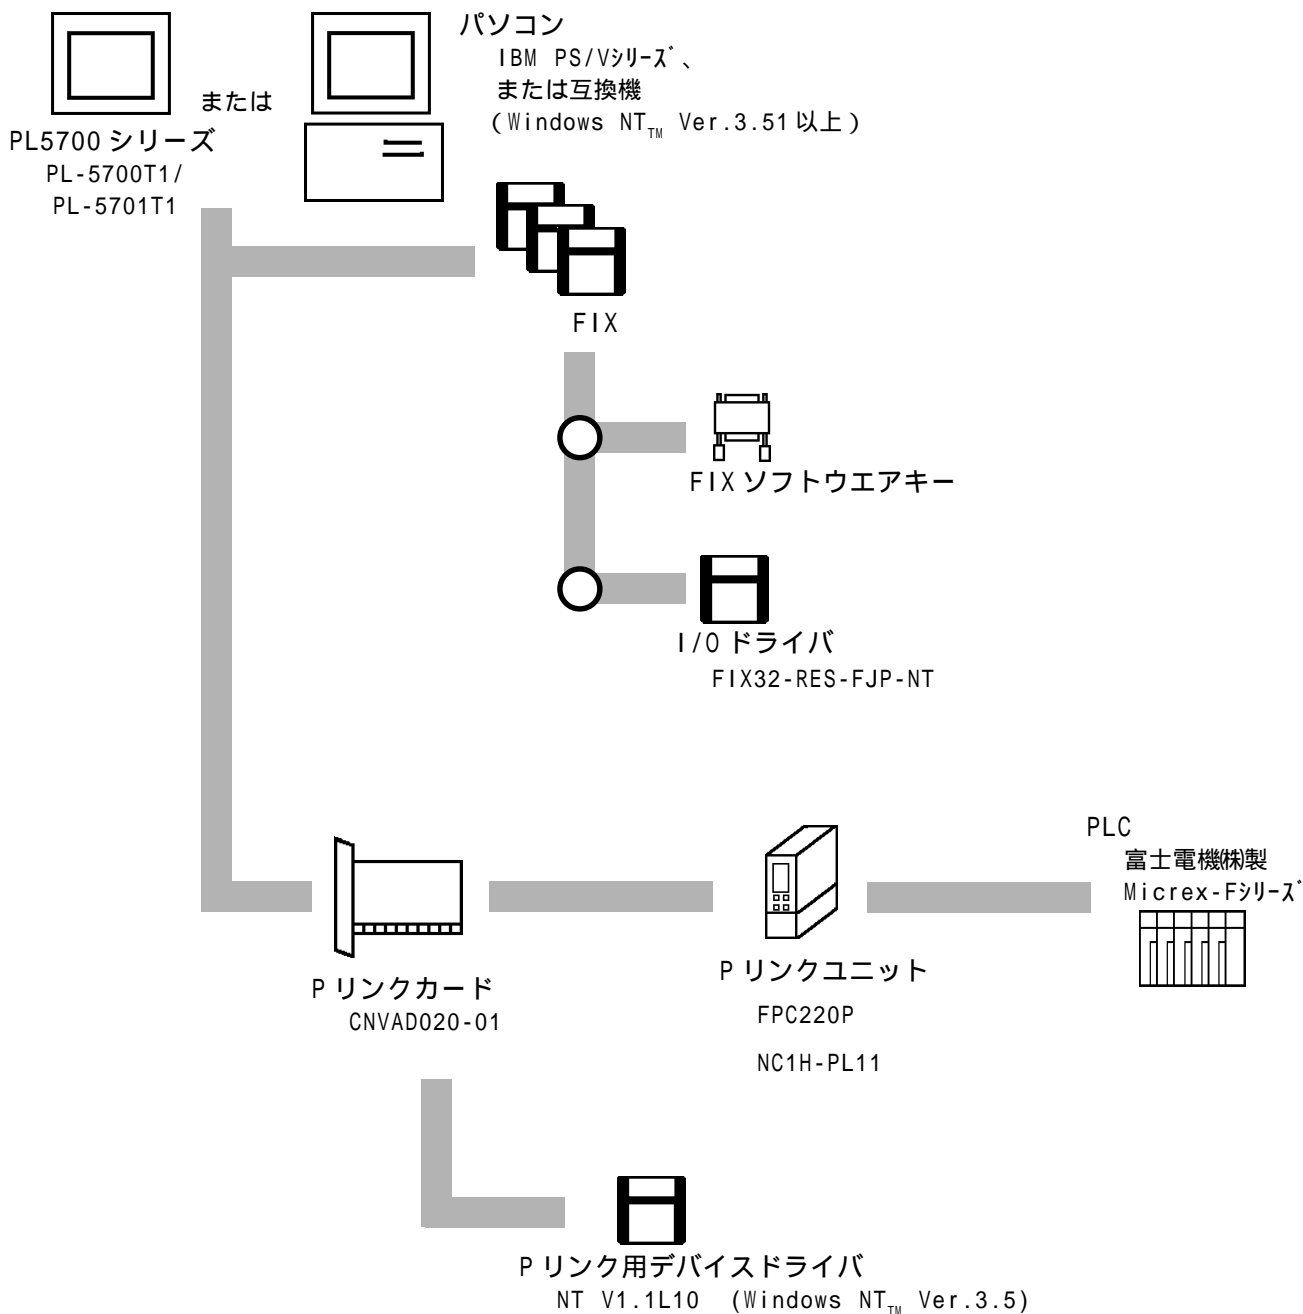 パソコン
IBM PS/Vｼﾘｰｽﾞ、
または互換機
(Windows NT™ Ver.3.51以上)
または
PL5700 シリーズ
PL-5700T1/
PL-5701T1
FIX
FIXソフトウエアキー
I/O ドライバ
FIX32-RES-FJP-NT
PLC
富士電機㈱製
Micrex-Fｼﾘｰｽﾞ
P リンクカード
CNVAD020-01
P リンクユニット
FPC220P
NC1H-PL11
P リンク用デバイスドライバ
NT V1.1L10 (Windows NT™ Ver.3.5)